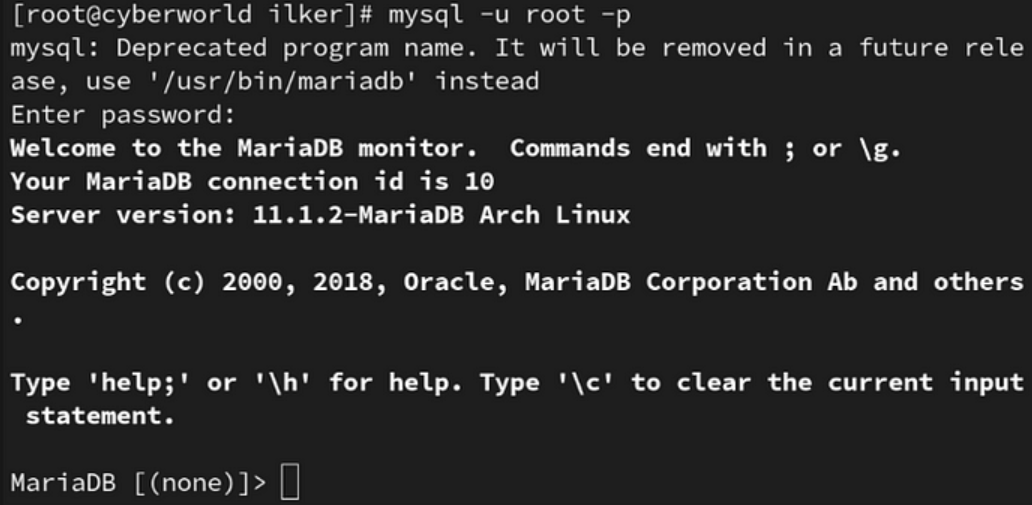 [root@cyberworld ilker]# mysql -u root -p
mysql: Deprecated program name. It will be removed in a future rele
ase, use '/usr/bin/mariadb' instead
Enter password:
Welcome to the MariaDB monitor.  Commands end with ; or \g.
Your MariaDB connection id is 10
Server version: 11.1.2-MariaDB Arch Linux

Copyright (c) 2000, 2018, Oracle, MariaDB Corporation Ab and others
.

Type 'help;' or '\h' for help. Type '\c' to clear the current input
 statement.

MariaDB [(none)]>